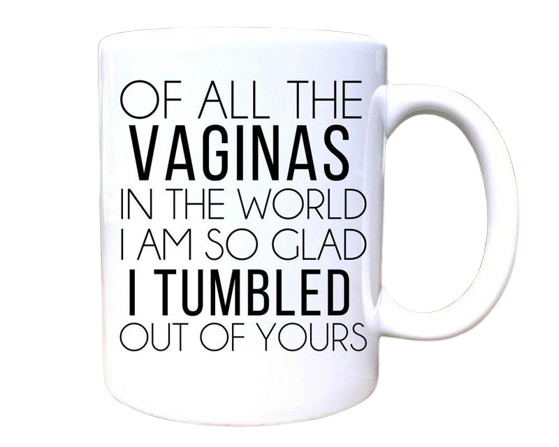 OF ALL THE
VAGINAS
IN THE WORLD
I AM SO GLAD
I TUMBLED
OUT OF YOURS